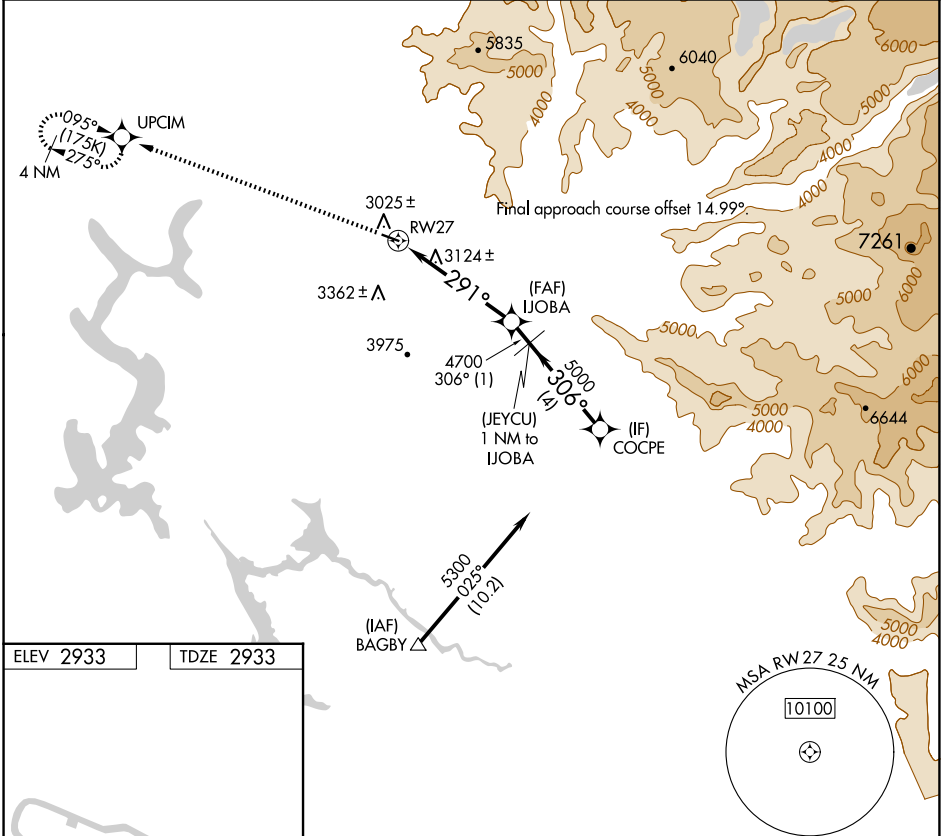 5835
6040
6000
5000
5000
4000
4000
5000
095°
(175K)
275°
4 NM
UPCIM
4000
4000
3025 ±
RW27
Final approach course offset 14.99°.
3124 ±
7261
291°
3362 ±
(FAF)
IJOBA
5000
6000
5000
3975
4700
306° (1)
5000
306°
(4)
6000
(JEYCU)
1 NM to
IJOBA
(IF)
COCPE
5000
4000
6644
5300
025°
(10.2)
(IAF)
BAGBY
5000
4000
ELEV 2933
TDZE 2933
MSA RW27 25 NM
10100